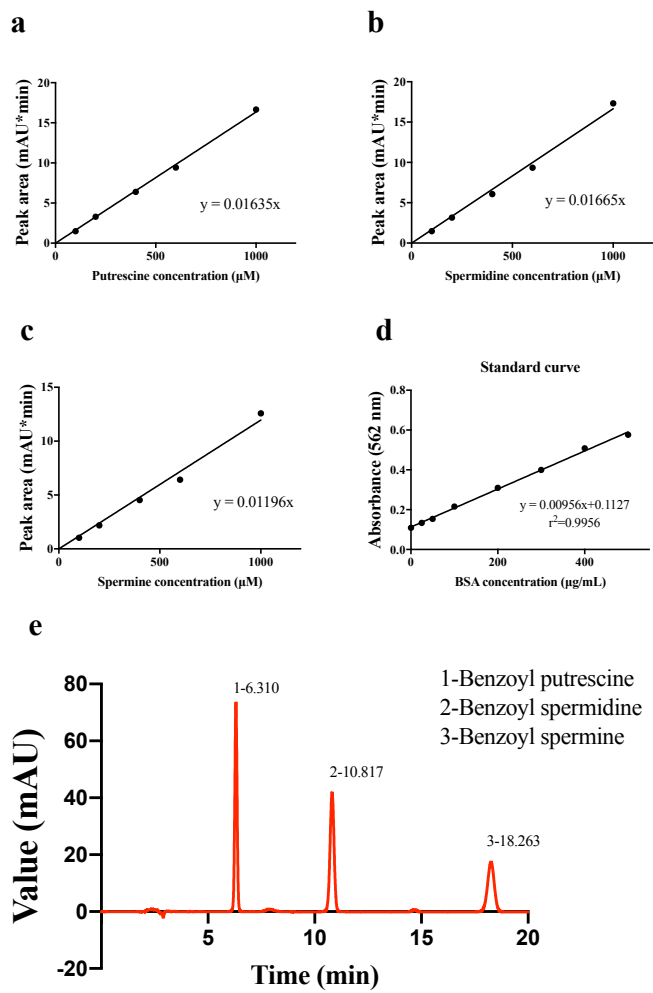 a
Peak area (mAU*min)
20
15
10
5
0
0 500 1000
y = 0.01635x
Putrescine concentration (μM)
b
Peak area (mAU*min)
20
15
10
5
0
0 500 1000
y = 0.01665x
Spermidine concentration (μM)
c
Peak area (mAU*min)
15
10
5
0
0 500 1000
y = 0.01196x
Spermine concentration (μM)
d
Standard curve
Absorbance (562 nm)
0.8
0.6
0.4
0.2
0.0
0 200 400
y = 0.00956x+0.1127
r²=0.9956
BSA concentration (μg/mL)
e
Value (mAU)
80
60
40
20
0
-20
5 10 15 20
1-6.310
2-10.817
3-18.263
1-Benzoyl putrescine
2-Benzoyl spermidine
3-Benzoyl spermine
Time (min)